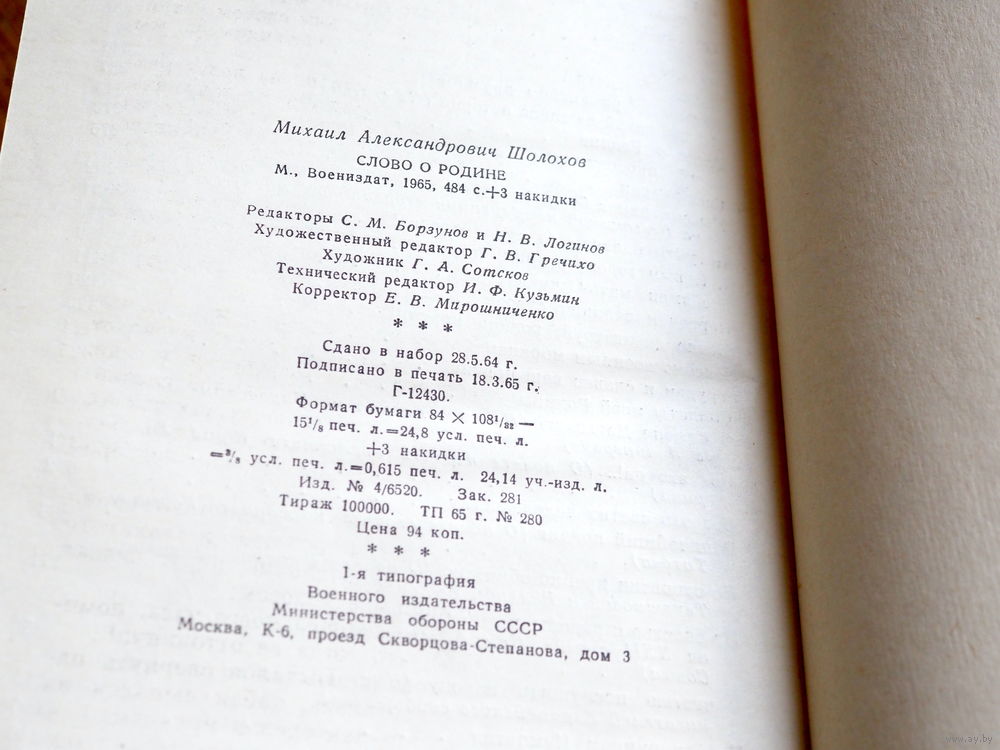 Михаил Александрович Шолохов
СЛОВО О РОДИНЕ
М., Воениздат, 1965, 484 с.+3 накидки
Редакторы С. М. Борзунов и Н. В. Логинов
Художественный редактор Г. В. Гречихо
Художник Г. А. Сотсков
Технический редактор И. Ф. Кузьмин
Корректор Е. В. Мирошниченко
* * *
Сдано в набор 28.5.64 г.
Подписано в печать 18.3.65 г.
Г-12430.
Формат бумаги 84 × 108¹/₃₂ —
15¹/₈ печ. л.=24,8 усл. печ. л.
+3 накидки
=³/₈ усл. печ. л.=0,615 печ. л. 24,14 уч.-изд. л.
Изд. № 4/6520. Зак. 281
Тираж 100000. ТП 65 г. № 280
Цена 94 коп.
* * *
1-я типография
Военного издательства
Министерства обороны СССР
Москва, К-6, проезд Скворцова-Степанова, дом 3
www.ay.by